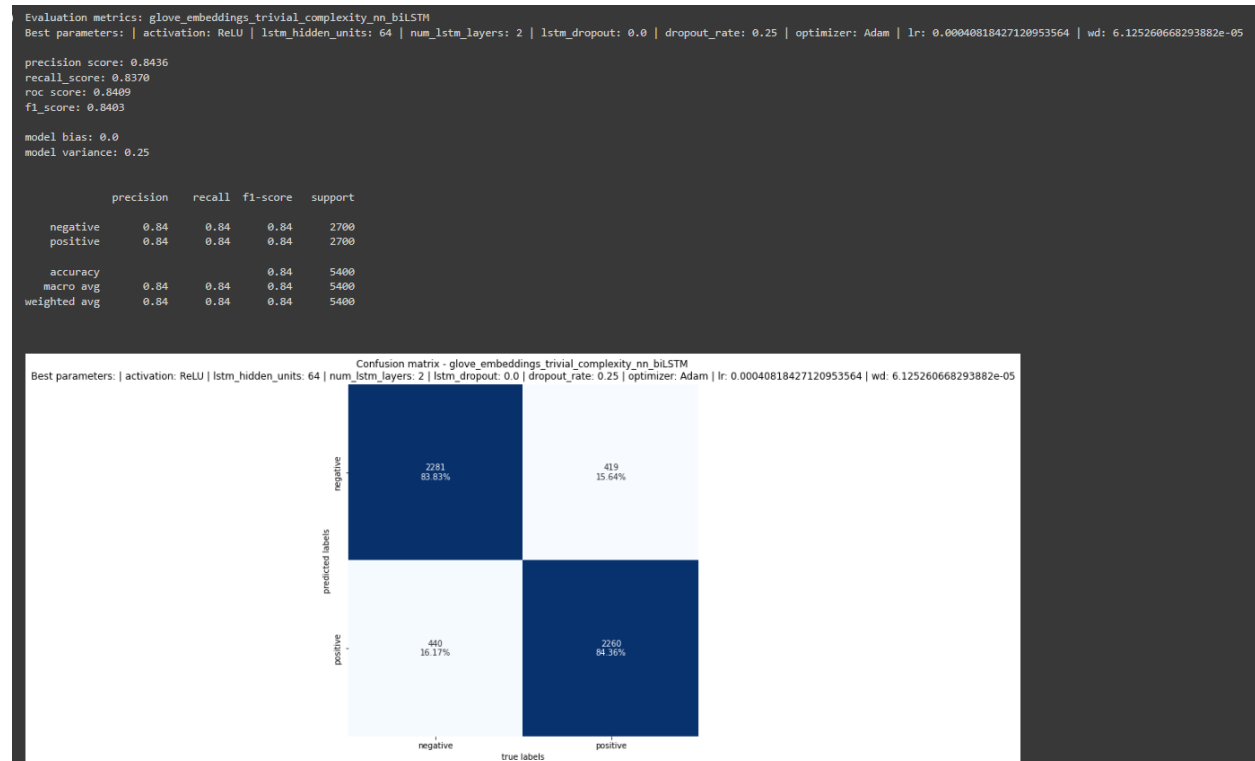 Evaluation metrics: glove_embeddings_trivial_complexity_nn_biLSTM
Best parameters: | activation: ReLU | lstm_hidden_units: 64 | num_lstm_layers: 2 | lstm_dropout: 0.0 | dropout_rate: 0.25 | optimizer: Adam | lr: 0.00040818427120953564 | wd: 6.125260668293882e-05
precision score: 0.8436
recall_score: 0.8370
roc score: 0.8409
f1_score: 0.8403
model bias: 0.0
model variance: 0.25
precision recall f1-score support
negative 0.84 0.84 0.84 2700
positive 0.84 0.84 0.84 2700
accuracy 0.84 5400
macro avg 0.84 0.84 0.84 5400
weighted avg 0.84 0.84 0.84 5400
Confusion matrix - glove_embeddings_trivial_complexity_nn_biLSTM
Best parameters: | activation: ReLU | lstm_hidden_units: 64 | num_lstm_layers: 2 | lstm_dropout: 0.0 | dropout_rate: 0.25 | optimizer: Adam | lr: 0.00040818427120953564 | wd: 6.125260668293882e-05
negative
2281 419
83.83% 15.64%
predicted labels
positive
440 2260
16.17% 84.36%
negative positive
true labels